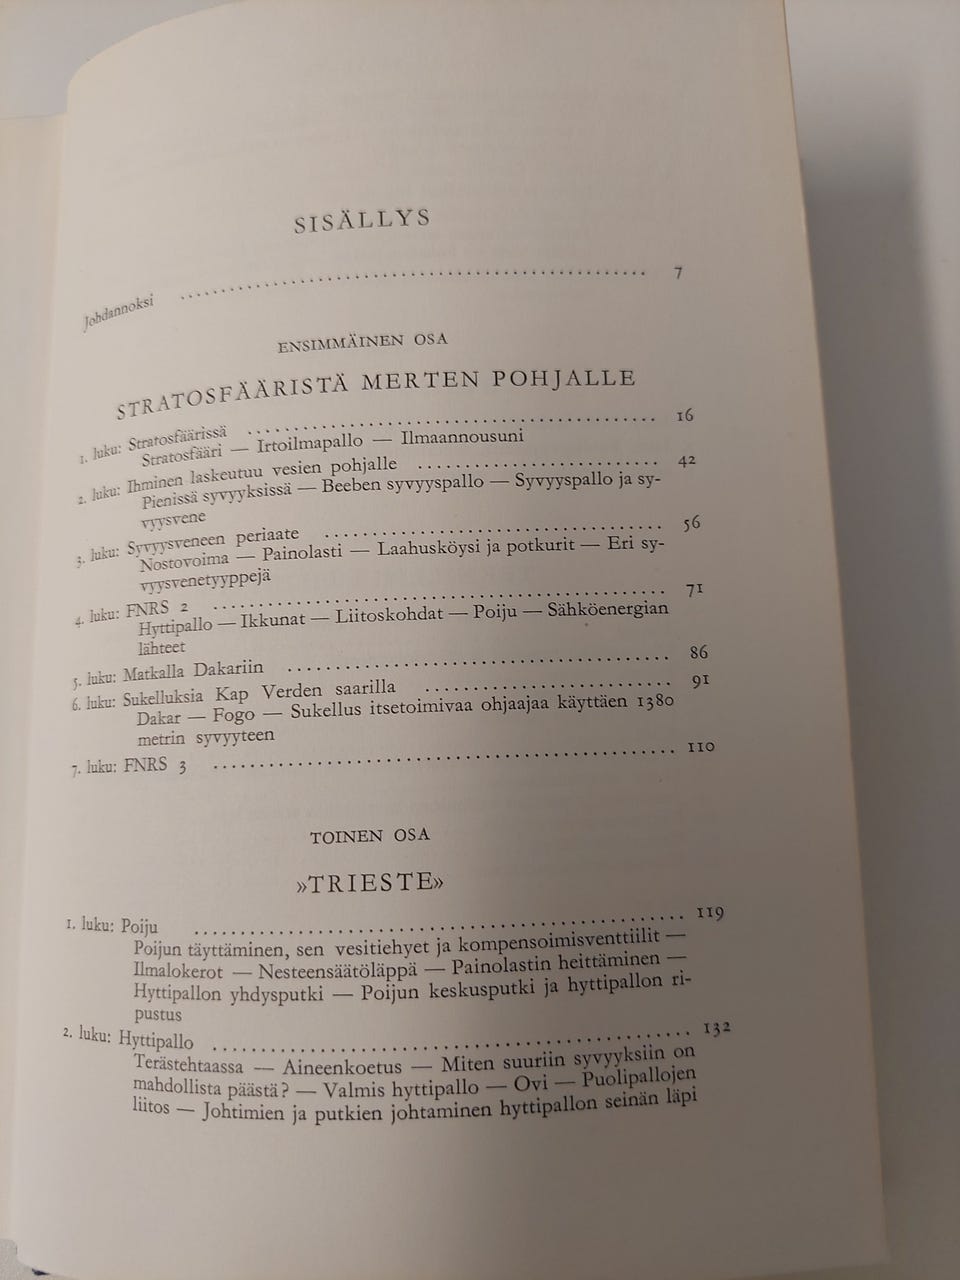 SISÄLLYS
Johdannoksi ........................................ 7
ENSIMMÄINEN OSA
STRATOSFÄÄRISTÄ MERTEN POHJALLE
1. luku: Stratosfäärissä ........................................ 16
Stratosfääri — Irtoilmapallo — Ilmaannousuni
2. luku: Ihminen laskeutuu vesien pohjalle ........................ 42
Pienissä syvyyksissä — Beeben syvyyspallo — Syvyyspallo ja sy-
vyysvene
3. luku: Syvyysveneen periaate ................................ 56
Nostovoima — Painolasti — Laahusköysi ja potkurit — Eri sy-
vyysvenetyyppejä
4. luku: FNRS 2 ........................................ 71
Hyttipallo — Ikkunat — Liitoskohdat — Poiju — Sähköenergian
lähteet
5. luku: Matkalla Dakariin ................................ 86
6. luku: Sukelluksia Kap Verden saarilla ........................ 91
Dakar — Fogo — Sukellus itsetoimivaa ohjaajaa käyttäen 1380
metrin syvyyteen
7. luku: FNRS 3 ........................................ 110
TOINEN OSA
»TRIESTE»
1. luku: Poiju ........................................ 119
Poijun täyttäminen, sen vesitiehyet ja kompensoimisventtiilit —
Ilmalokerot — Nesteensäätöläppä — Painolastin heittäminen —
Hyttipallon yhdysputki — Poijun keskusputki ja hyttipallon ri-
pustus
2. luku: Hyttipallo ........................................ 132
Terästehtaassa — Aineenkoetus — Miten suuriin syvyyksiin on
mahdollista päästä? — Valmis hyttipallo — Ovi — Puolipallojen
liitos — Johtimien ja putkien johtaminen hyttipallon seinän läpi